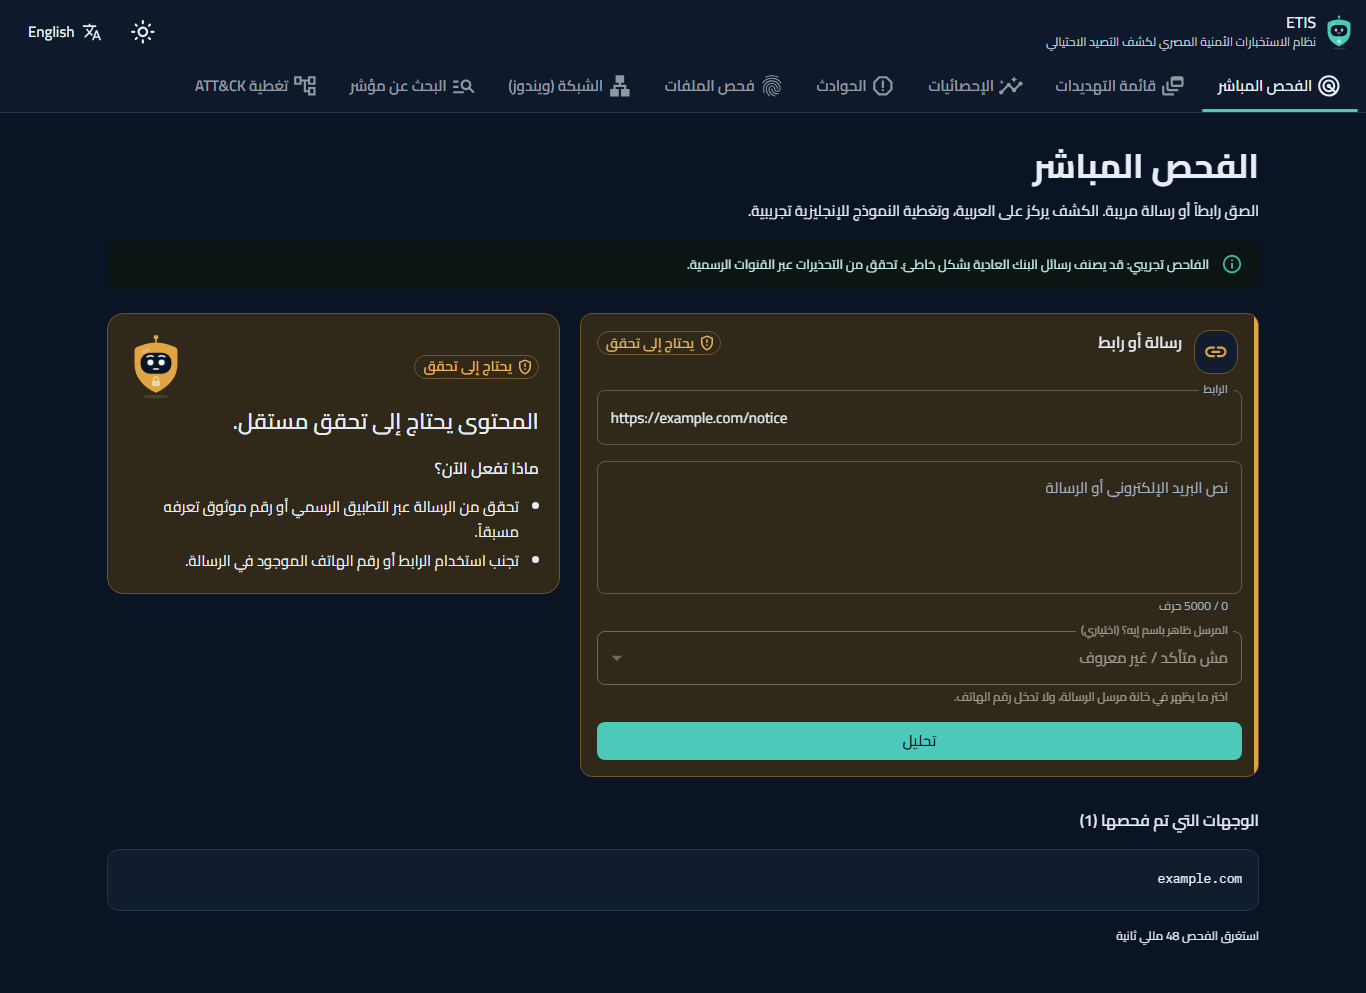 ETIS
نظام الاستخبارات الأمنية المصري لكشف التصيد الاحتيالي
English
الفحص المباشر
قائمة التهديدات
الإحصائيات
الحوادث
فحص الملفات
الشبكة (ويندوز)
البحث عن مؤشر
تغطية ATT&CK
الفحص المباشر
الصق رابطاً أو رسالة مريبة. الكشف يركز على العربية، وتغطية النموذج للإنجليزية تجريبية.
الفاحص تجريبي: قد يصنف رسائل البنك العادية بشكل خاطئ. تحقق من التحذيرات عبر القنوات الرسمية.
رسالة أو رابط
يحتاج إلى تحقق
الرابط
https://example.com/notice
نص البريد الإلكتروني أو الرسالة
0 / 5000 حرف
المرسل ظاهر باسم إيه؟ (اختياري)
مش متأكد / غير معروف
اختر ما يظهر في خانة مرسل الرسالة، ولا تدخل رقم الهاتف.
تحليل
يحتاج إلى تحقق
المحتوى يحتاج إلى تحقق مستقل.
ماذا تفعل الآن؟
تحقق من الرسالة عبر التطبيق الرسمي أو رقم موثوق تعرفه
مسبقاً.
تجنب استخدام الرابط أو رقم الهاتف الموجود في الرسالة.
الوجهات التي تم فحصها (1)
example.com
استغرق الفحص 48 مللي ثانية